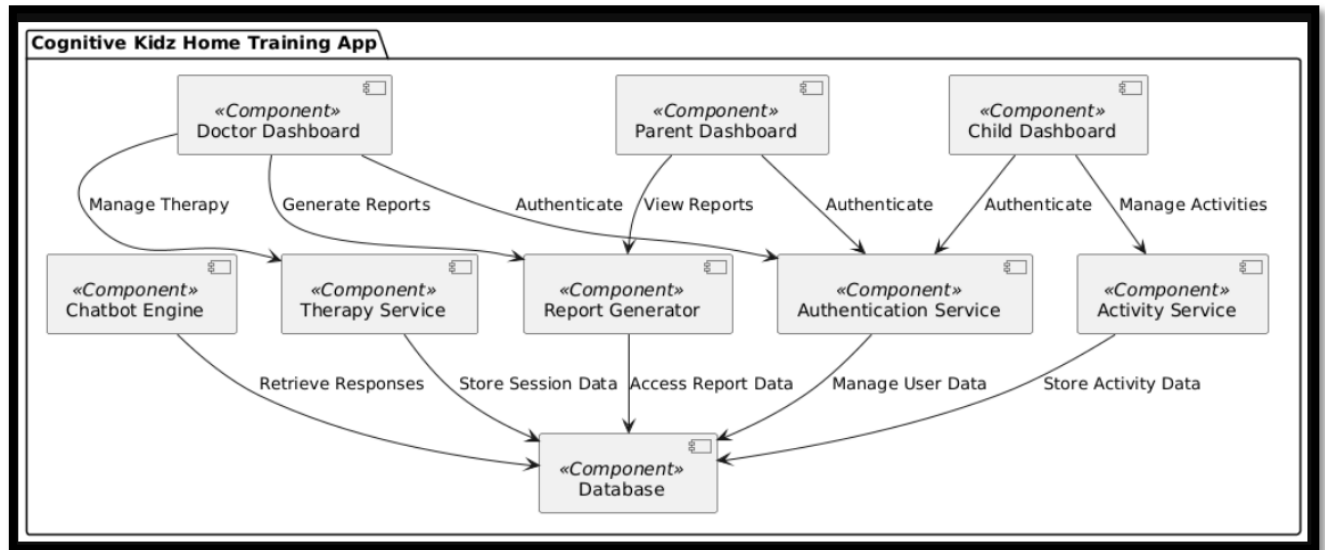 Cognitive Kidz Home Training App
«Component»
Doctor Dashboard
«Component»
Parent Dashboard
«Component»
Child Dashboard
Manage Therapy
Generate Reports
Authenticate
View Reports
Authenticate
Authenticate
Manage Activities
«Component»
Chatbot Engine
«Component»
Therapy Service
«Component»
Report Generator
«Component»
Authentication Service
«Component»
Activity Service
Retrieve Responses
Store Session Data
Access Report Data
Manage User Data
Store Activity Data
«Component»
Database